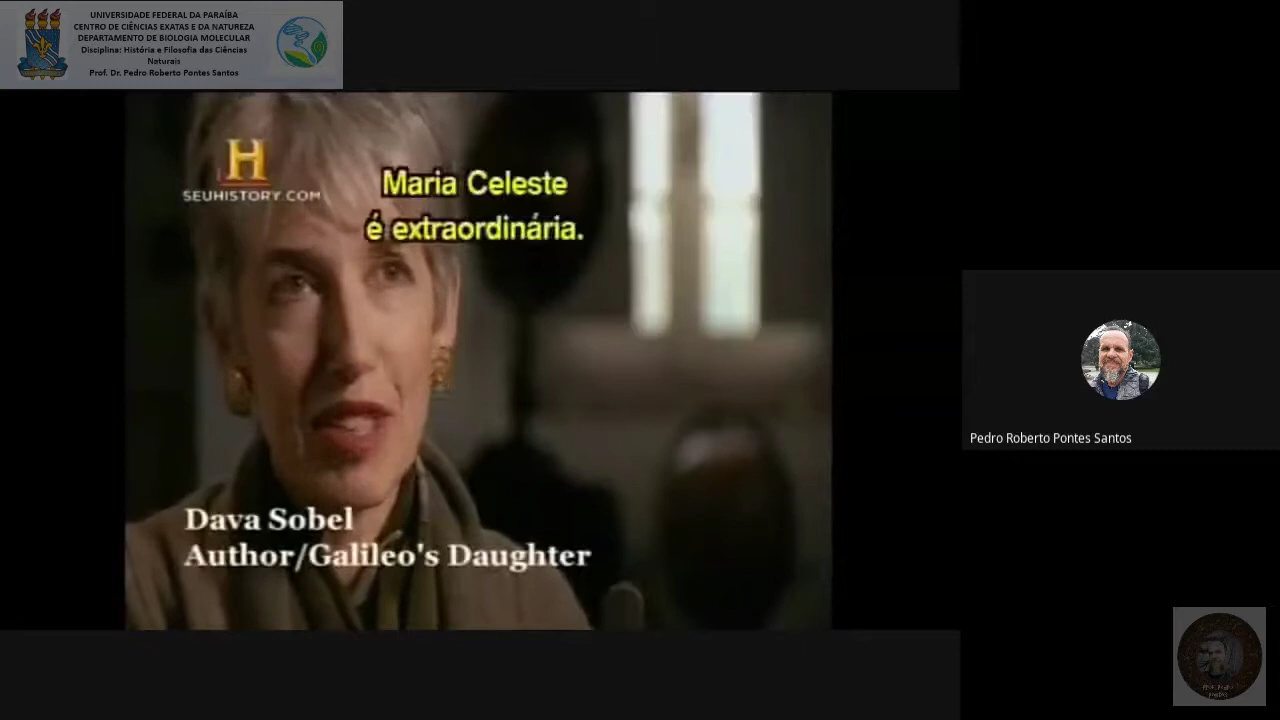 UNIVERSIDADE FEDERAL DA PARAÍBA
CENTRO DE CIÊNCIAS EXATAS E DA NATUREZA
DEPARTAMENTO DE BIOLOGIA MOLECULAR
Disciplina: História e Filosofia das Ciências
Naturais
Prof. Dr. Pedro Roberto Pontes Santos
H
SEUHISTORY.COM
Maria Celeste
é extraordinária.
Dava Sobel
Author/Galileo's Daughter
Pedro Roberto Pontes Santos